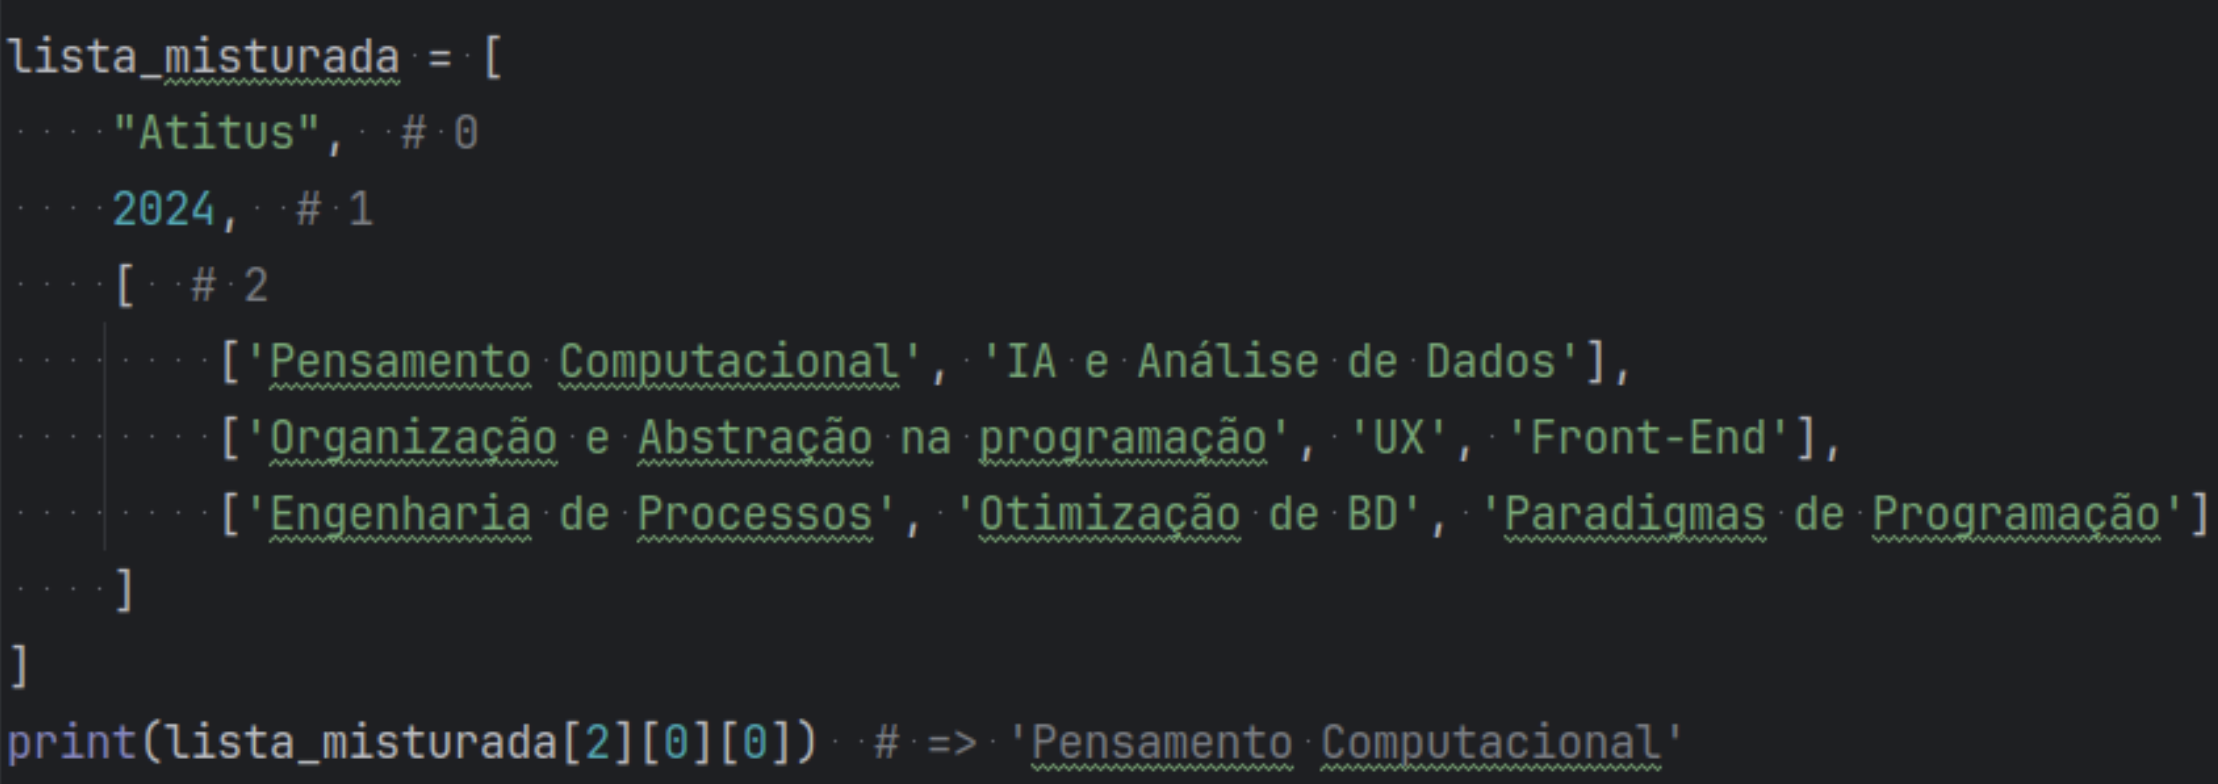 lista_misturada = [
    "Atitus",  # 0
    2024,  # 1
    [  # 2
        ['Pensamento Computacional', 'IA e Análise de Dados'],
        ['Organização e Abstração na programação', 'UX', 'Front-End'],
        ['Engenharia de Processos', 'Otimização de BD', 'Paradigmas de Programação']
    ]
]
print(lista_misturada[2][0][0])  # => 'Pensamento Computacional'